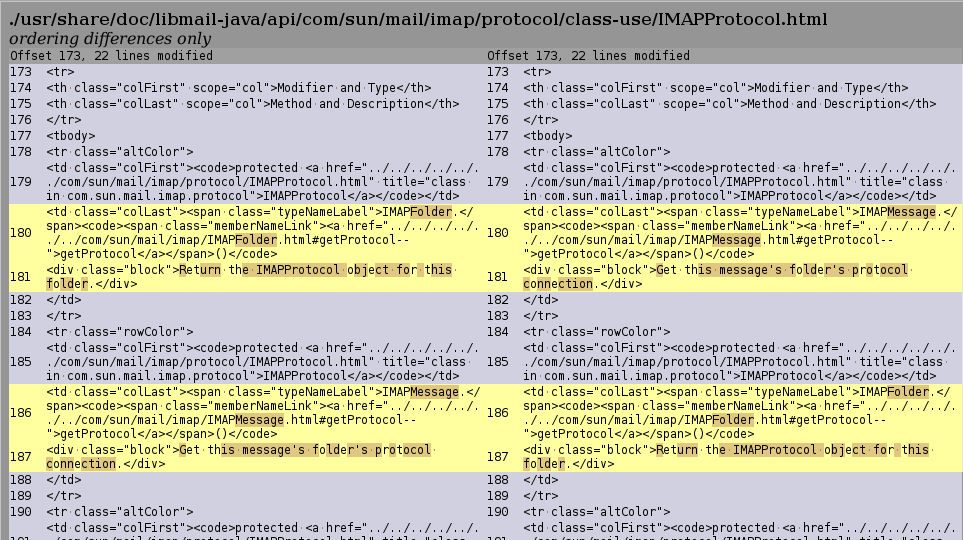 ./usr/share/doc/libmail-java/api/com/sun/mail/imap/protocol/class-use/IMAPProtocol.html
ordering differences only
Offset 173, 22 lines modified Offset 173, 22 lines modified
173 <tr> 173 <tr>
174 <th class="colFirst"·scope="col">Modifier·and·Type</th> 174 <th class="colFirst"·scope="col">Modifier·and·Type</th>
175 <th class="colLast"·scope="col">Method·and·Description</th> 175 <th class="colLast"·scope="col">Method·and·Description</th>
176 </tr> 176 </tr>
177 <tbody> 177 <tbody>
178 <tr·class="altColor"> 178 <tr·class="altColor">
<td·class="colFirst"><code>protected·<a·href="../../../../../. <td·class="colFirst"><code>protected·<a·href="../../../../../.
179 ./com/sun/mail/imap/protocol/IMAPProtocol.html"·title="class· 179 ./com/sun/mail/imap/protocol/IMAPProtocol.html"·title="class·
in·com.sun.mail.imap.protocol">IMAPProtocol</a></code></td> in·com.sun.mail.imap.protocol">IMAPProtocol</a></code></td>
<td·class="colLast"><span·class="typeNameLabel">IMAPFolder.</ <td·class="colLast"><span·class="typeNameLabel">IMAPMessage.</
180 span><code><span·class="memberNameLink"><a·href="../../../../ 180 span><code><span·class="memberNameLink"><a·href="../../../../
./../com/sun/mail/imap/IMAPFolder.html#getProtocol-- ./../com/sun/mail/imap/IMAPMessage.html#getProtocol--
">getProtocol</a></span>()</code> ">getProtocol</a></span>()</code>
181 <div·class="block">Return·the·IMAPProtocol·object·for·this· 181 <div·class="block">Get·this·message's·folder's·protocol·
folder.</div> connection.</div>
182 </td> 182 </td>
183 </tr> 183 </tr>
184 <tr·class="rowColor"> 184 <tr·class="rowColor">
<td·class="colFirst"><code>protected·<a·href="../../../../../. <td·class="colFirst"><code>protected·<a·href="../../../../../.
185 ./com/sun/mail/imap/protocol/IMAPProtocol.html"·title="class· 185 ./com/sun/mail/imap/protocol/IMAPProtocol.html"·title="class·
in·com.sun.mail.imap.protocol">IMAPProtocol</a></code></td> in·com.sun.mail.imap.protocol">IMAPProtocol</a></code></td>
<td·class="colLast"><span·class="typeNameLabel">IMAPMessage.</ <td·class="colLast"><span·class="typeNameLabel">IMAPFolder.</
186 span><code><span·class="memberNameLink"><a·href="../../../../ 186 span><code><span·class="memberNameLink"><a·href="../../../../
./../com/sun/mail/imap/IMAPMessage.html#getProtocol-- ./../com/sun/mail/imap/IMAPFolder.html#getProtocol--
">getProtocol</a></span>()</code> ">getProtocol</a></span>()</code>
187 <div·class="block">Get·this·message's·folder's·protocol· 187 <div·class="block">Return·the·IMAPProtocol·object·for·this·
connection.</div> folder.</div>
188 </td> 188 </td>
189 </tr> 189 </tr>
190 <tr·class="altColor"> 190 <tr·class="altColor">
<td·class="colFirst"><code>protected·<a·href="../../../../../. <td·class="colFirst"><code>protected·<a·href="../../../../../.